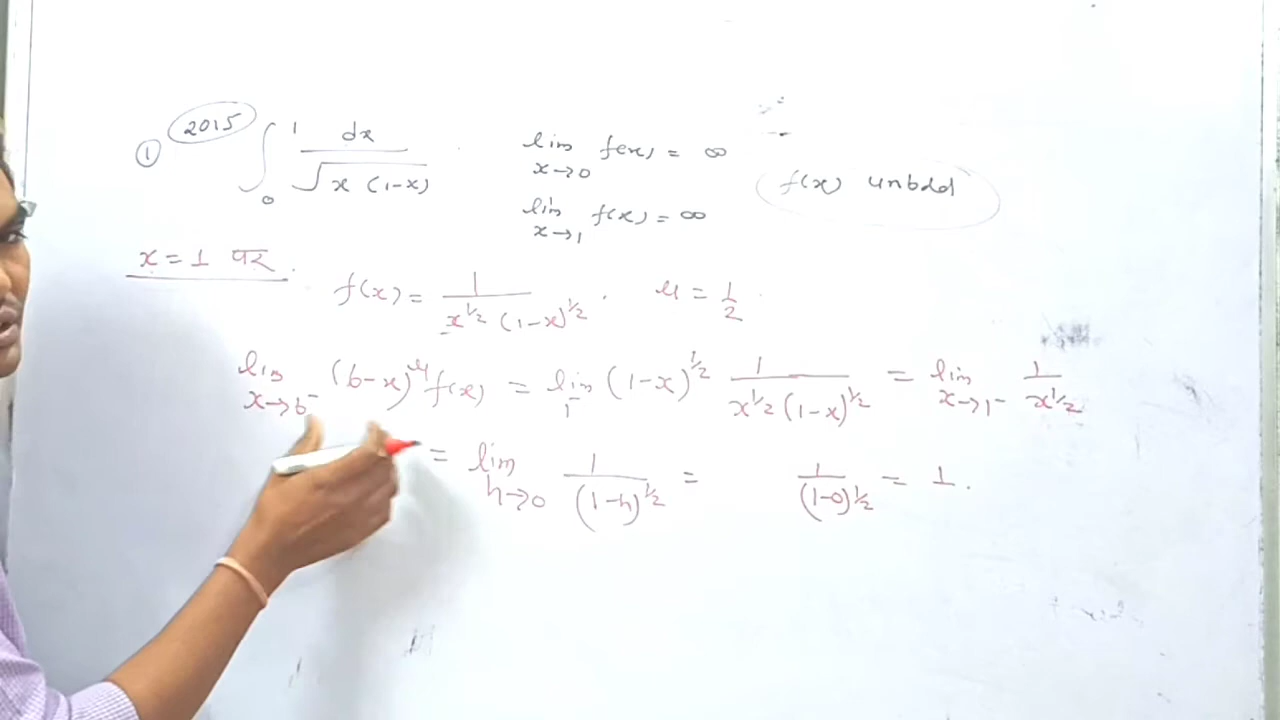 ① 2015 ∫₀¹ dx / √(x (1-x)) lim x→0 f(x) = ∞
f(x) unbdd
lim x→1 f(x) = ∞
x = 1 पर .
f(x) = 1 / (x^1/2 (1-x)^1/2) . μ = 1/2 .
lim x→b⁻ (b-x)^μ f(x) = lim 1⁻ (1-x)^1/2 1 / (x^1/2 (1-x)^1/2) = lim x→1⁻ 1 / x^1/2
= lim h→0 1 / (1-h)^1/2 = 1 / (1-0)^1/2 = 1 .